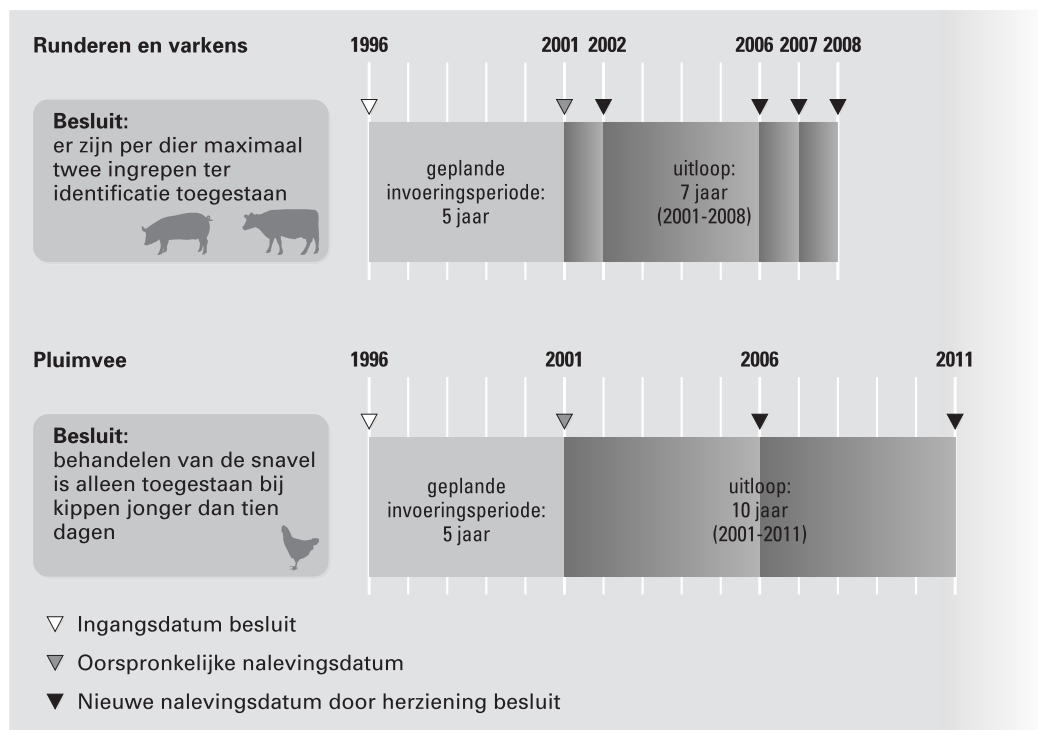 Runderen en varkens
1996 2001 2002 2006 2007 2008
Besluit:
er zijn per dier maximaal
twee ingrepen ter
identificatie toegestaan
geplande
invoeringsperiode:
5 jaar
uitloop:
7 jaar
(2001-2008)
Pluimvee
1996 2001 2006 2011
Besluit:
behandelen van de snavel
is alleen toegestaan bij
kippen jonger dan tien
dagen
geplande
invoeringsperiode:
5 jaar
uitloop:
10 jaar
(2001-2011)
Ingangsdatum besluit
Oorspronkelijke nalevingsdatum
Nieuwe nalevingsdatum door herziening besluit